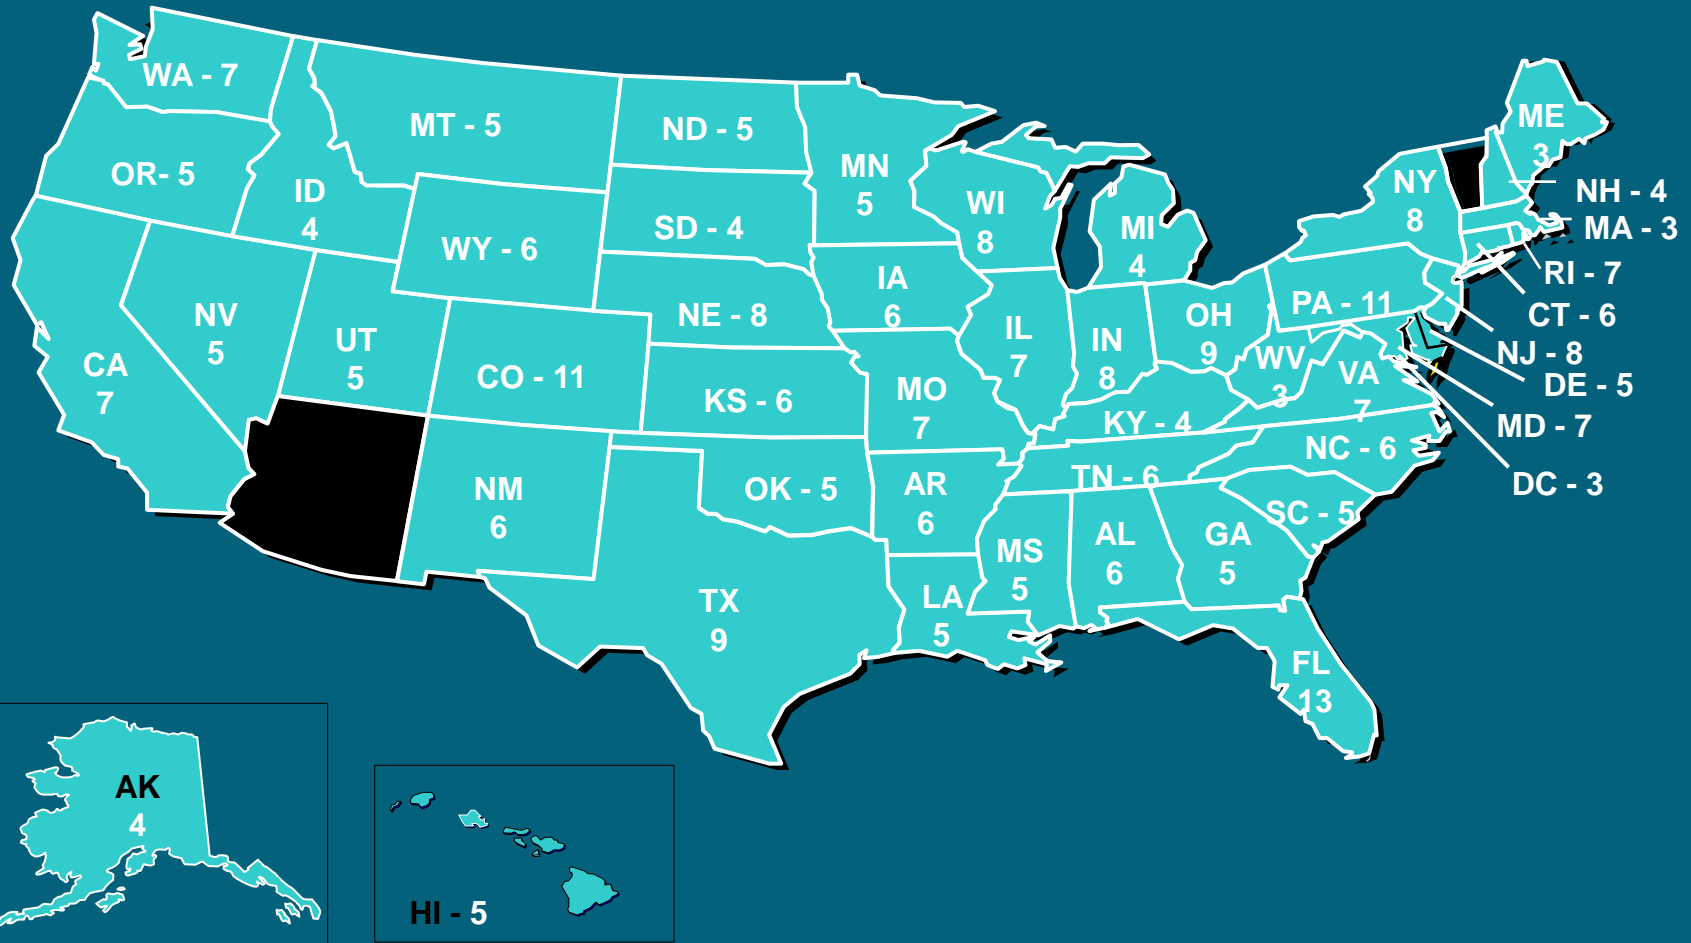 WA - 7
MT - 5
ND - 5
OR- 5
ID
4
MN
5
WI
8
MI
4
NY
8
ME
3
NH - 4
MA - 3
RI - 7
CT - 6
NJ - 8
DE - 5
MD - 7
DC - 3
WY - 6
SD - 4
IA
6
NE - 8
NV
5
UT
5
CA
7
CO - 11
KS - 6
MO
7
IL
7
IN
8
OH
9
PA - 11
WV
3
VA
7
KY - 4
NC - 6
TN - 6
SC - 5
NM
6
OK - 5
AR
6
MS
5
AL
6
GA
5
TX
9
LA
5
FL
13
AK
4
HI - 5